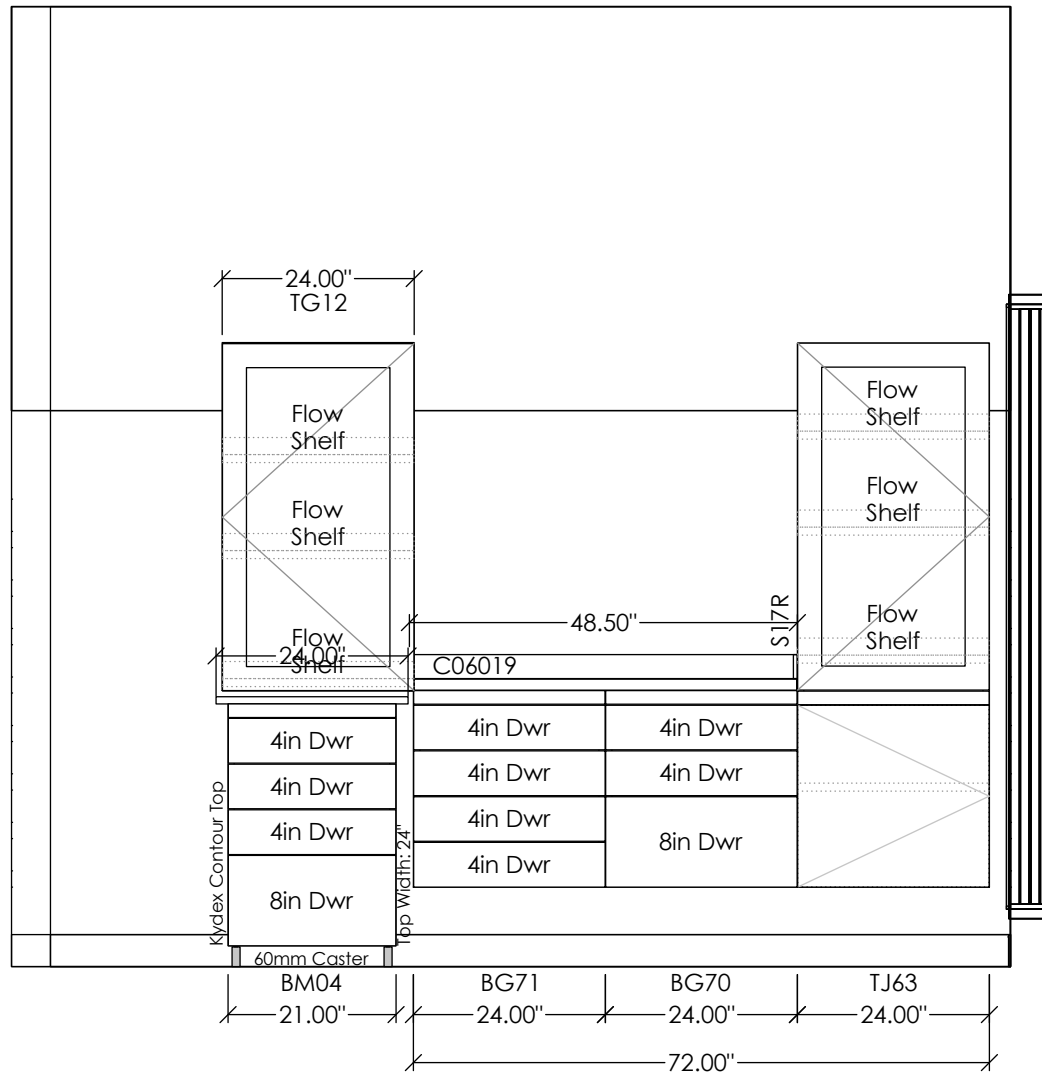 24.00"
TG12
Flow
Shelf
Flow
Shelf
Flow
Shelf
24.00"
Flow
Shelf
Flow
Shelf
Flow
Shelf
48.50"
S17R
C06019
4in Dwr
4in Dwr
4in Dwr
8in Dwr
Kydex Contour Top
Top Width: 24"
60mm Caster
4in Dwr
4in Dwr
4in Dwr
4in Dwr
4in Dwr
4in Dwr
8in Dwr
BM04
BG71
BG70
TJ63
21.00"
24.00"
24.00"
24.00"
72.00"